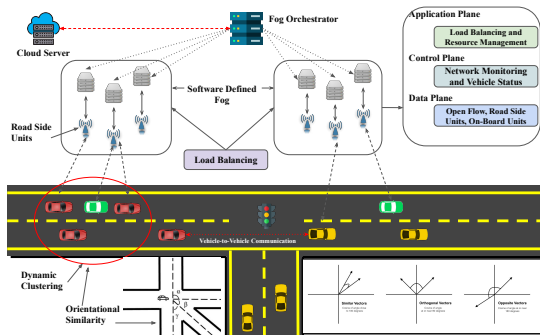 Fog Orchestrator
Cloud Server
Application Plane
Load Balancing and
Resource Management
Control Plane
Network Monitoring
and Vehicle Status
Data Plane
Open Flow, Road Side
Units, On-Board Units
Software Defined
Fog
Road Side
Units
Load Balancing
Vehicle-to-Vehicle Communication
Dynamic
Clustering
Orientational
Similarity
β
Similar Vectors
Orthogonal Vectors
Opposite Vectors